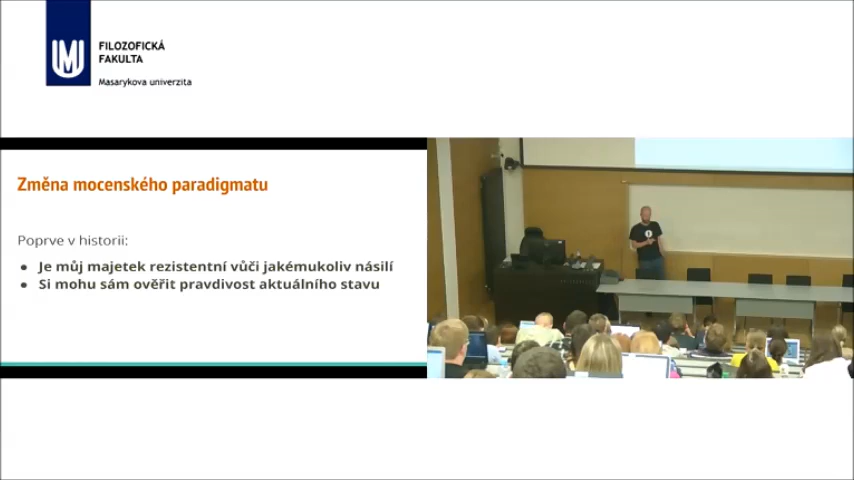 FILOZOFICKÁ
FAKULTA
Masarykova univerzita
Změna mocenského paradigmatu
Poprve v historii:
● Je můj majetek rezistentní vůči jakémukoliv násilí
● Si mohu sám ověřit pravdivost aktuálního stavu